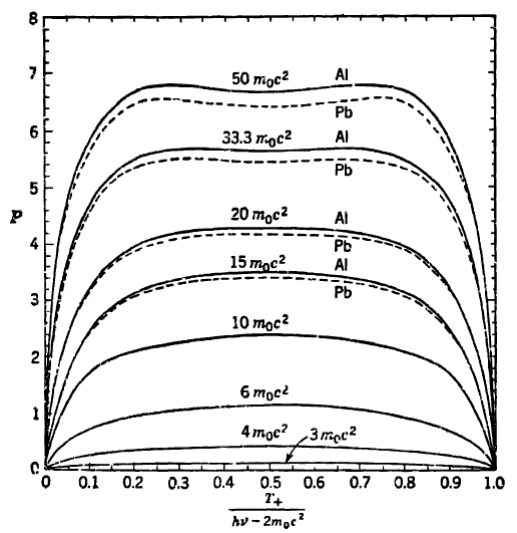 8
7
6
5
4
3
2
1
0
P
50 m₀c² Al
Pb
33.3 m₀c² Al
Pb
20 m₀c² Al
Pb
15 m₀c² Al
Pb
10 m₀c²
6 m₀c²
4 m₀c² 3 m₀c²
0 0.1 0.2 0.3 0.4 0.5 0.6 0.7 0.8 0.9 1.0
T₊
hν − 2m₀c²